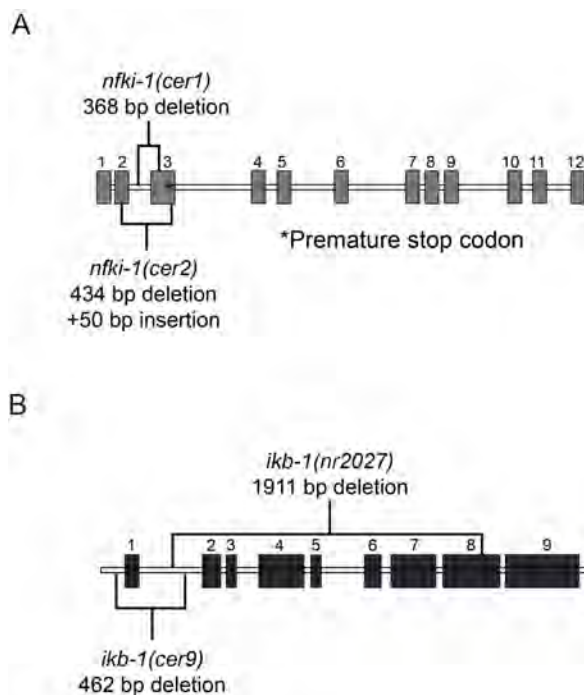 A
nfki-1(cer1)
368 bp deletion
1 2 3 4 5 6 7 8 9 10 11 12
*Premature stop codon
nfki-1(cer2)
434 bp deletion
+50 bp insertion
B
ikb-1(nr2027)
1911 bp deletion
1 2 3 4 5 6 7 8 9
ikb-1(cer9)
462 bp deletion